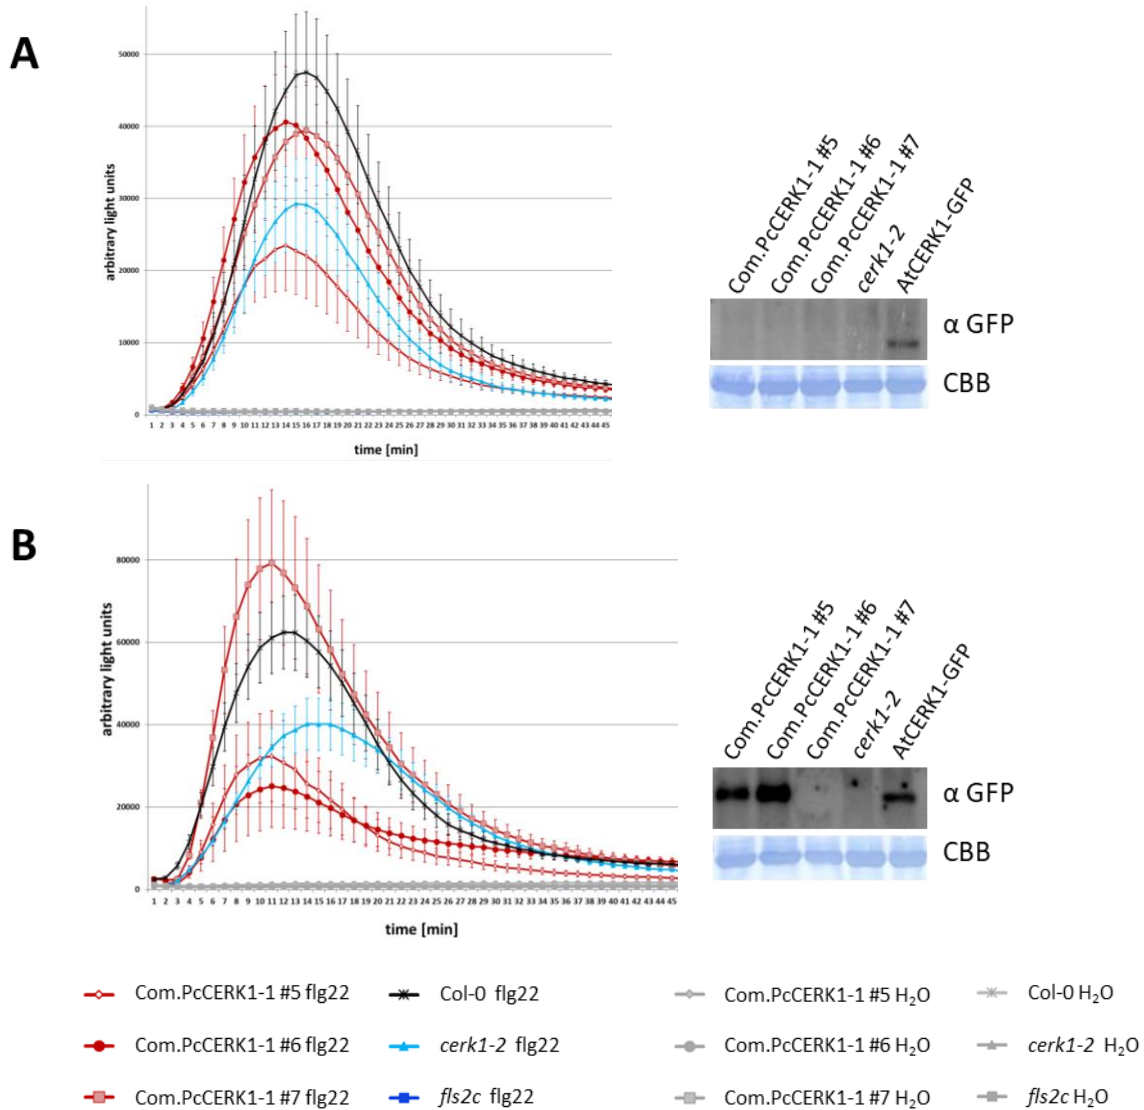 A
arbitrary light units
50000
40000
30000
20000
10000
0
1 2 3 4 5 6 7 8 9 10 11 12 13 14 15 16 17 18 19 20 21 22 23 24 25 26 27 28 29 30 31 32 33 34 35 36 37 38 39 40 41 42 43 44 45
time [min]
Com.PcCERK1-1 #5
Com.PcCERK1-1 #6
Com.PcCERK1-1 #7
cerk1-2
AtCERK1-GFP
α GFP
CBB
B
arbitrary light units
80000
60000
40000
20000
0
1 2 3 4 5 6 7 8 9 10 11 12 13 14 15 16 17 18 19 20 21 22 23 24 25 26 27 28 29 30 31 32 33 34 35 36 37 38 39 40 41 42 43 44 45
time [min]
Com.PcCERK1-1 #5
Com.PcCERK1-1 #6
Com.PcCERK1-1 #7
cerk1-2
AtCERK1-GFP
α GFP
CBB
Com.PcCERK1-1 #5 flg22 Col-0 flg22 Com.PcCERK1-1 #5 H₂O Col-0 H₂O
Com.PcCERK1-1 #6 flg22 cerk1-2 flg22 Com.PcCERK1-1 #6 H₂O cerk1-2 H₂O
Com.PcCERK1-1 #7 flg22 fls2c flg22 Com.PcCERK1-1 #7 H₂O fls2c H₂O